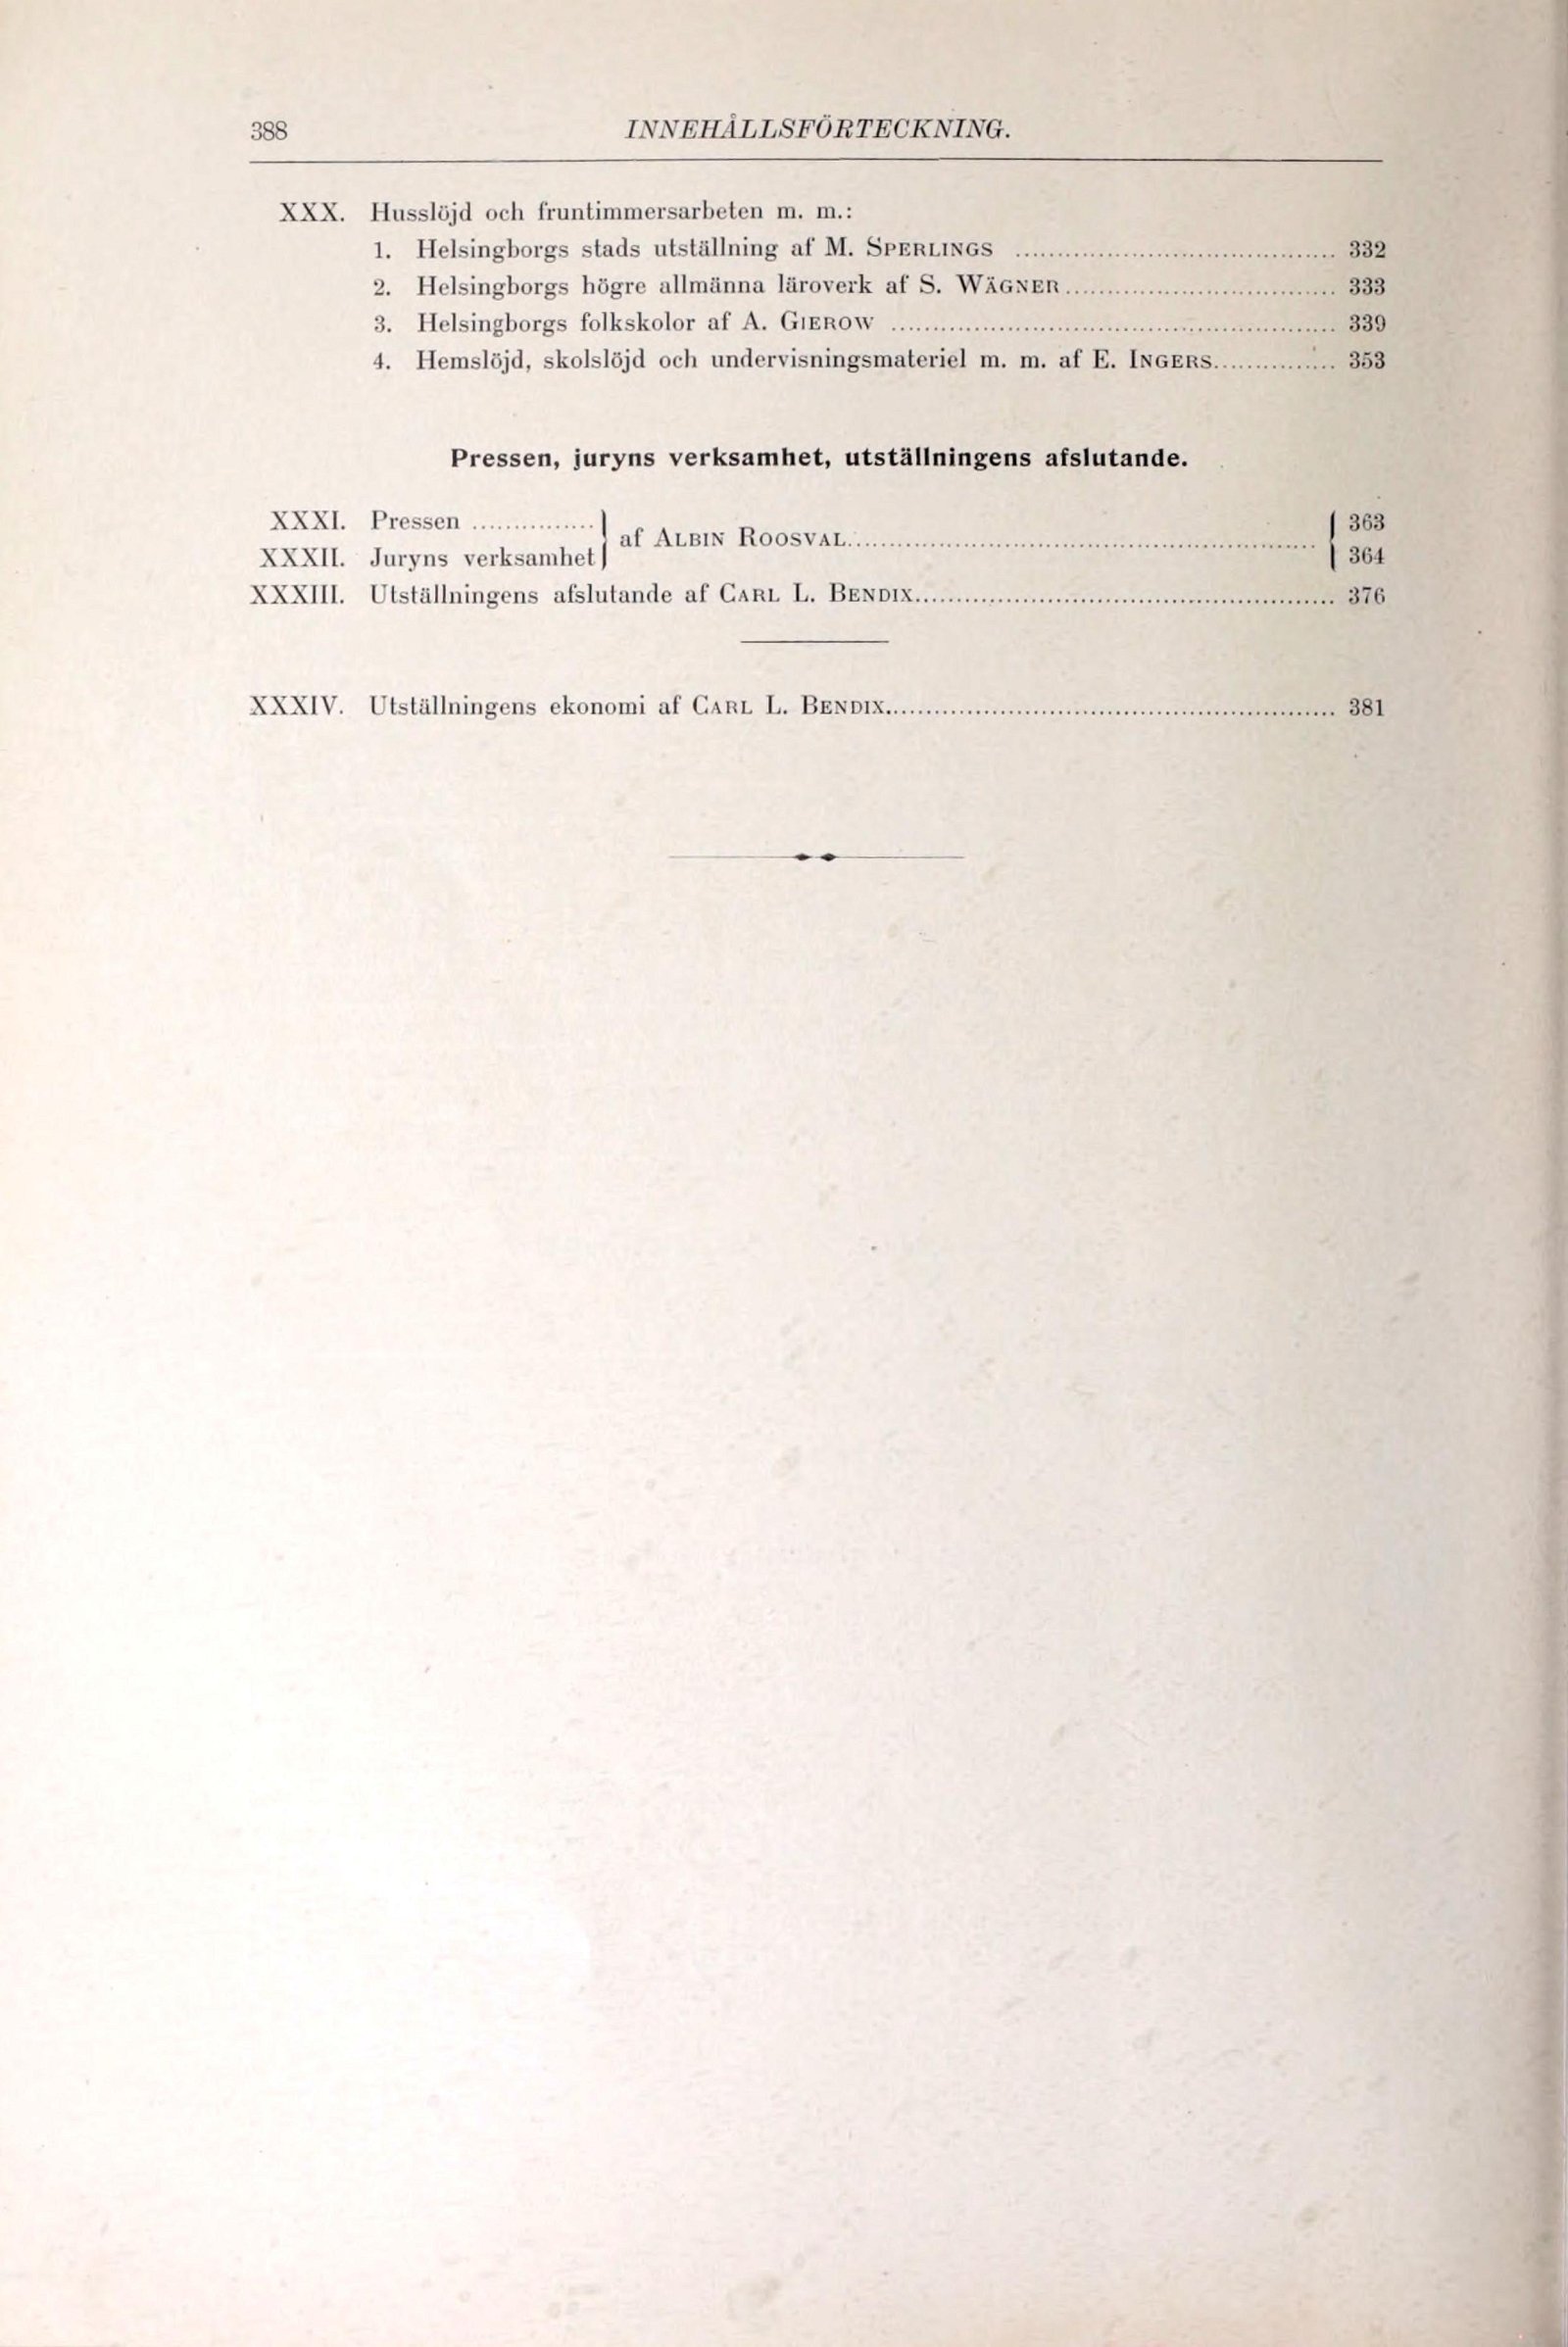 388
INNEHÅLLSFÖRTECKNING.
XXX. Husslöjd och fruntimmersarbeten m. m.:
1. Helsingborgs stads utställning af M. SPERLINGS ........................................ 332
2. Helsingborgs högre allmänna läroverk af S. WÄGNER.................................. 333
3. Helsingborgs folkskolor af A. GIEROW ........................................................ 339
4. Hemslöjd, skolslöjd och undervisningsmateriel m. m. af E. INGERS............... 353
Pressen, juryns verksamhet, utställningens afslutande.
XXXI. Pressen ............... 363
af ALBIN ROOSVAL..........................................................
XXXII. Juryns verksamhet 364
XXXIII. Utställningens afslutande af CARL L. BENDIX.................................................... 376
XXXIV. Utställningens ekonomi af CARL L. BENDIX........................................................ 381